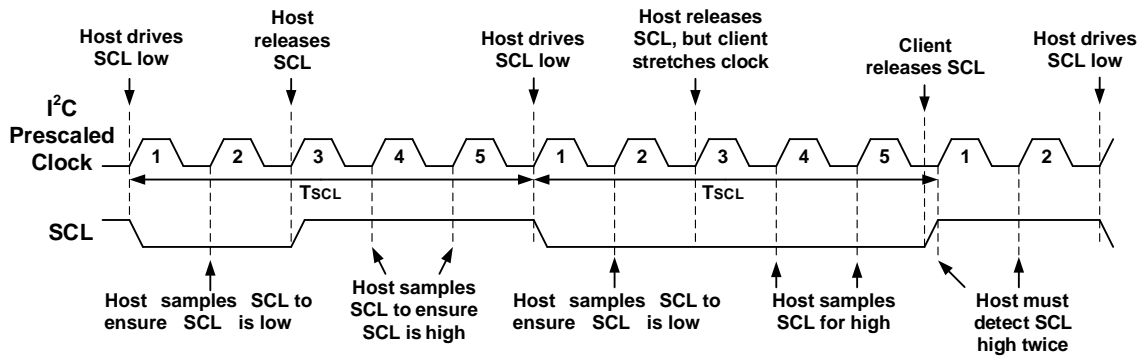 Host drives
SCL low
Host
releases
SCL
Host drives
SCL low
Host releases
SCL, but client
stretches clock
Client
releases SCL
Host drives
SCL low
I²C
Prescaled
Clock
1 2 3 4 5 1 2 3 4 5 1 2
TSCL TSCL
SCL
Host samples SCL to
ensure SCL is low
Host samples
SCL to ensure
SCL is high
Host samples SCL to
ensure SCL is low
Host samples
SCL for high
Host must
detect SCL
high twice